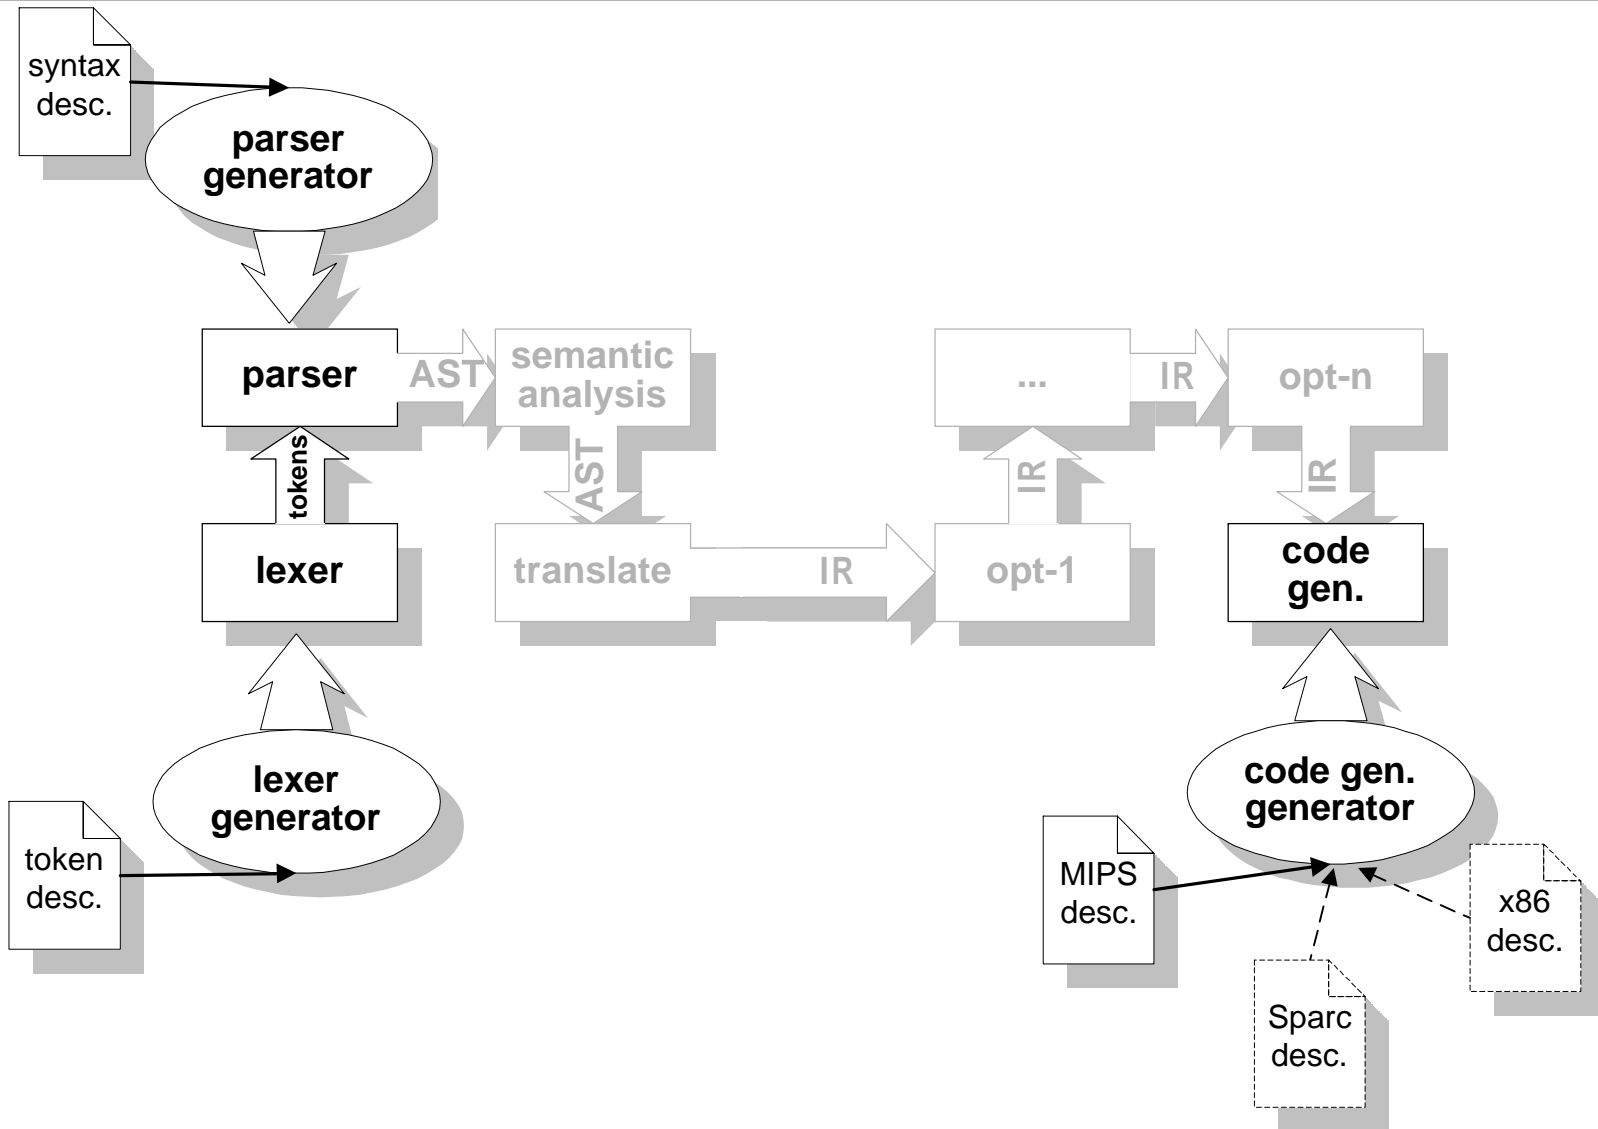 syntax
desc.
parser
generator
parser
AST
semantic
analysis
...
IR
opt-n
tokens
AST
IR
IR
lexer
translate
IR
opt-1
code
gen.
lexer
generator
code gen.
generator
token
desc.
MIPS
desc.
x86
desc.
Sparc
desc.